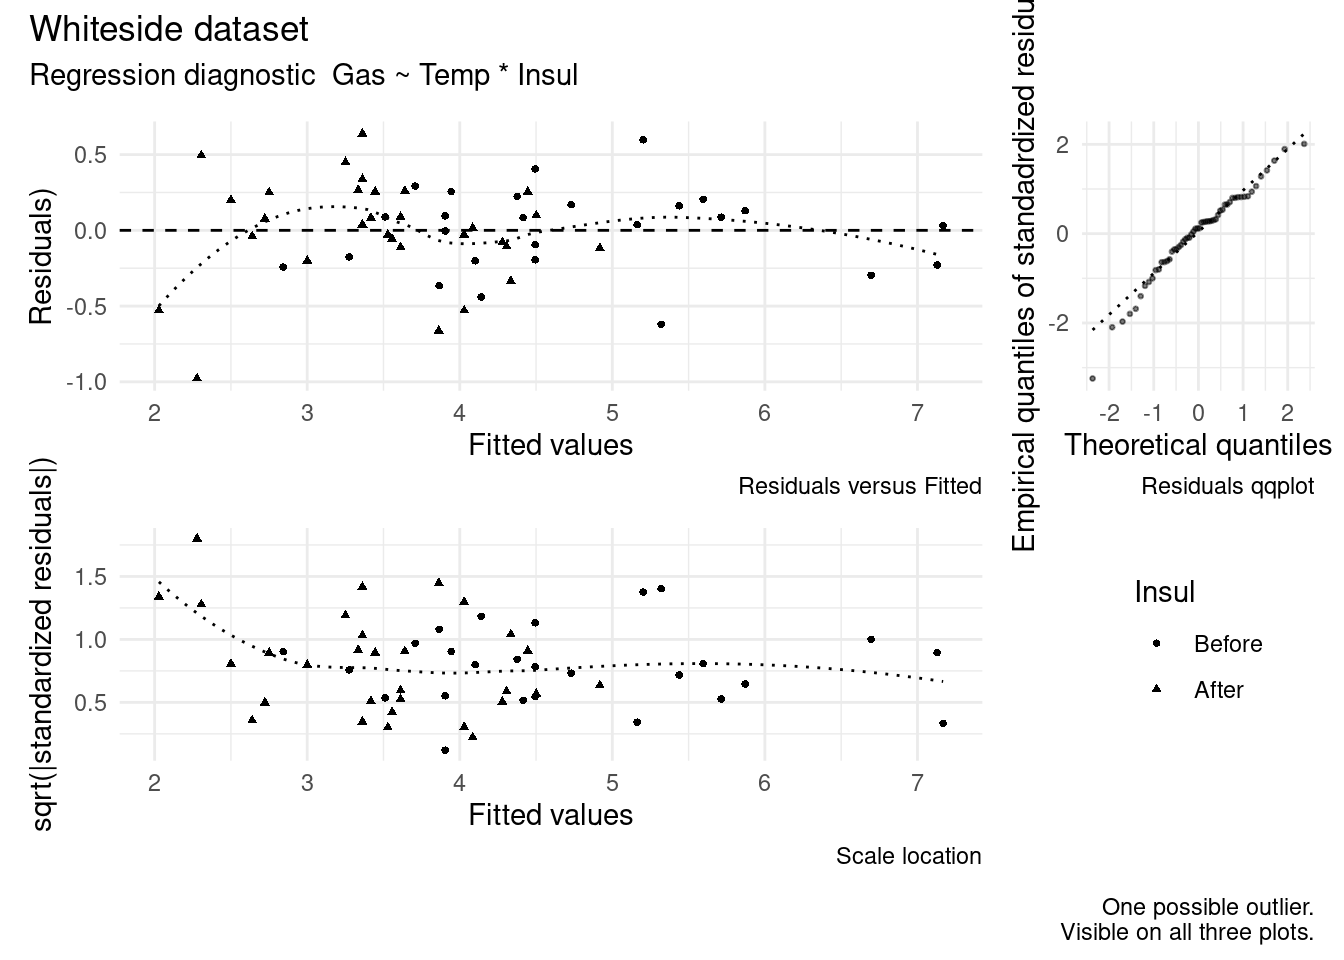 Whiteside dataset
Regression diagnostic  Gas ~ Temp * Insul
Residuals)
0.5
0.0
-0.5
-1.0
2 3 4 5 6 7
Fitted values
Residuals versus Fitted
Empirical quantiles of standadrdized residu
2
0
-2
-2 -1 0 1 2
Theoretical quantiles
Residuals qqplot
sqrt(|standardized residuals|)
1.5
1.0
0.5
2 3 4 5 6 7
Fitted values
Scale location
Insul
Before
After
One possible outlier.
Visible on all three plots.